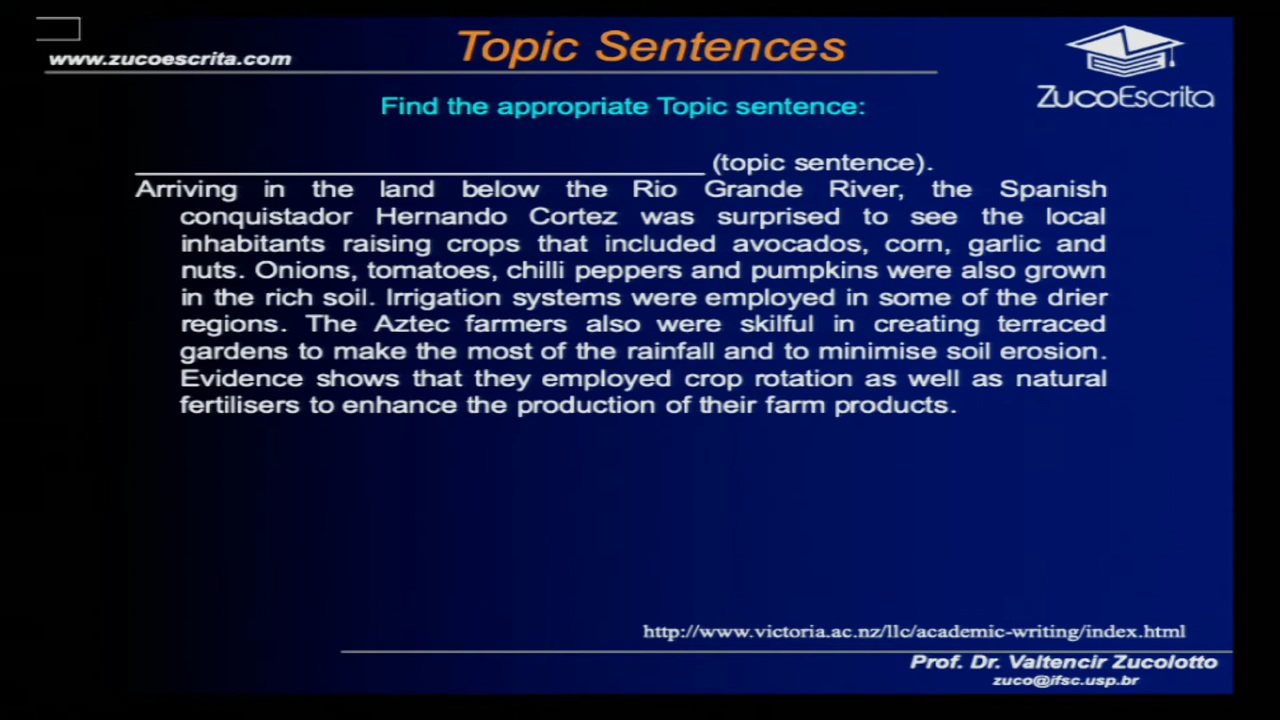 www.zucoescrita.com
Topic Sentences
ZucoEscrita
Find the appropriate Topic sentence:
(topic sentence).
Arriving in the land below the Rio Grande River, the Spanish
conquistador Hernando Cortez was surprised to see the local
inhabitants raising crops that included avocados, corn, garlic and
nuts. Onions, tomatoes, chilli peppers and pumpkins were also grown
in the rich soil. Irrigation systems were employed in some of the drier
regions. The Aztec farmers also were skilful in creating terraced
gardens to make the most of the rainfall and to minimise soil erosion.
Evidence shows that they employed crop rotation as well as natural
fertilisers to enhance the production of their farm products.
http://www.victoria.ac.nz/llc/academic-writing/index.html
Prof. Dr. Valtencir Zucolotto
zuco@ifsc.usp.br